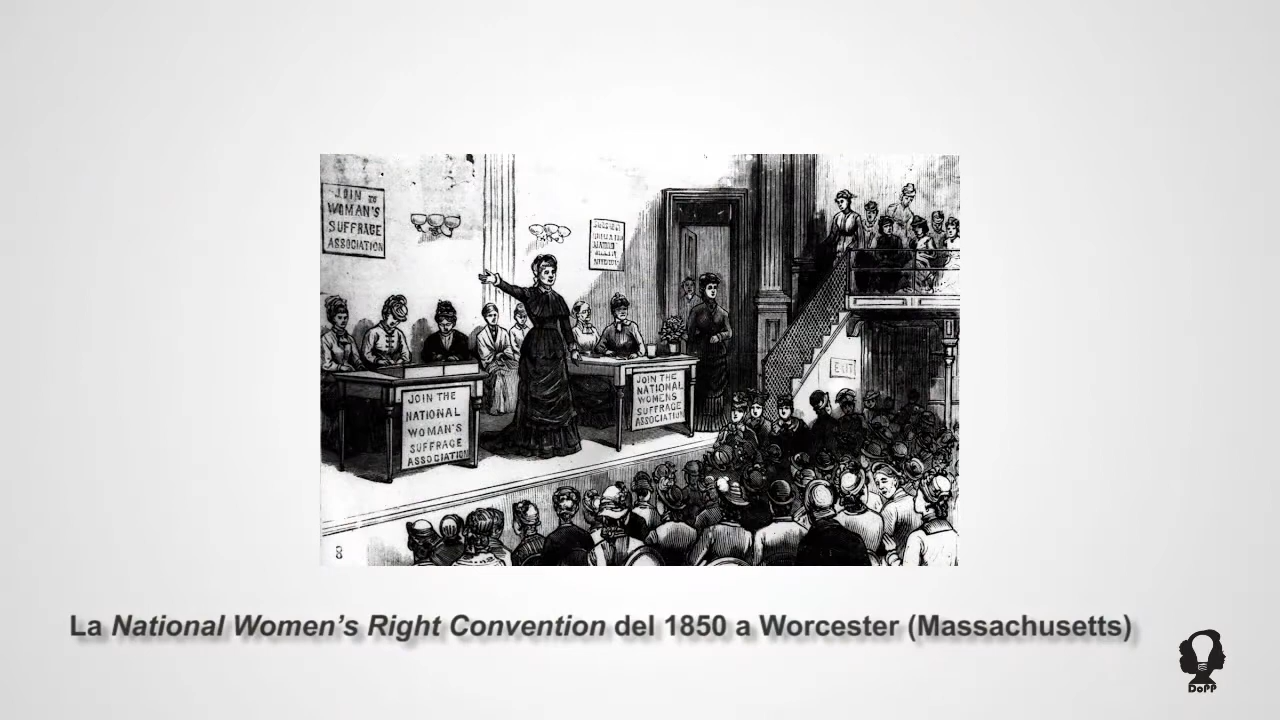 JOIN THE
WOMAN'S
SUFFRAGE
ASSOCIATION
JOIN THE
NATIONAL
WOMAN'S
SUFFRAGE
ASSOCIATION
JOIN THE
NATIONAL
WOMENS
SUFFRAGE
ASSOCIATION
EXIT
8
La National Women's Right Convention del 1850 a Worcester (Massachusetts)
DoPP